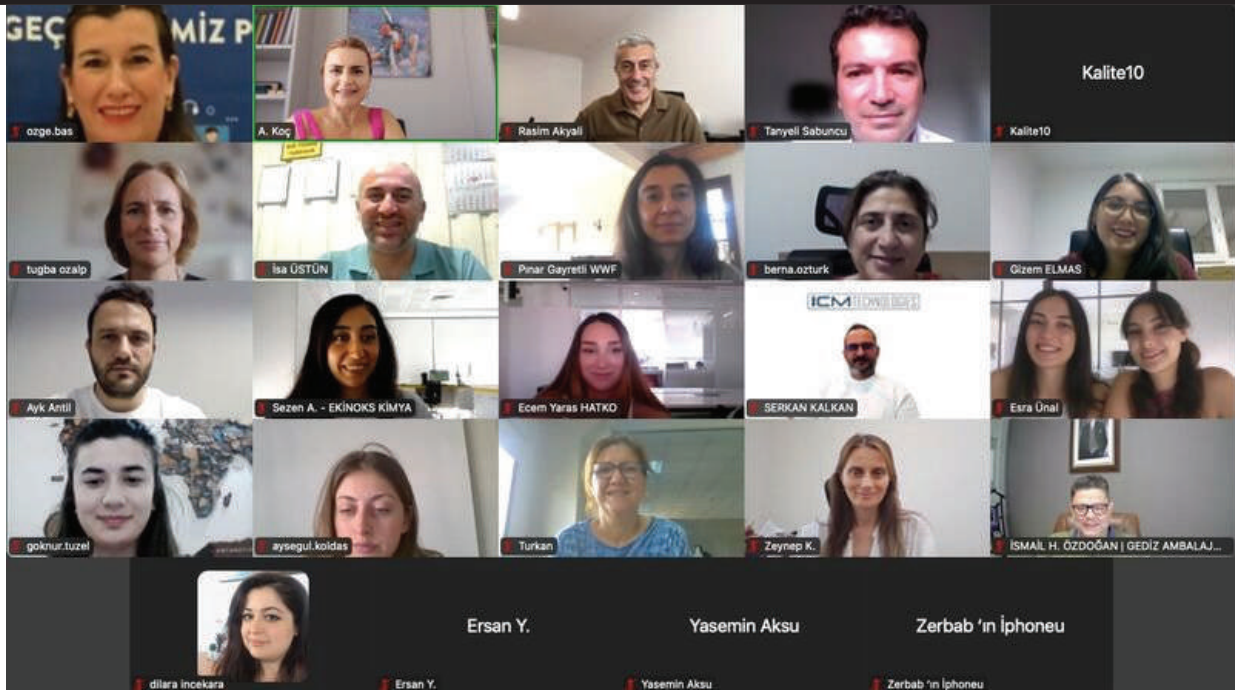 GEÇ MİZ P
ozge.bas
A. Koç
Rasim Akyali
Tanyeli Sabuncu
Kalite10
Kalite10
tugba ozalp
İsa ÜSTÜN
Pınar Gayretli WWF
berna.ozturk
Gizem ELMAS
Ayk Antil
Sezen A. - EKİNOKS KİMYA
Ecem Yaras HATKO
ICM TECHNOLOGIES
SERKAN KALKAN
Esra Ünal
goknur.tuzel
aysegul.koldas
Turkan
Zeynep K.
İSMAİL H. ÖZDOĞAN | GEDİZ AMBALAJ...
dilara incekara
Ersan Y.
Ersan Y.
Yasemin Aksu
Yasemin Aksu
Zerbab ‘ın İphoneu
Zerbab ‘ın İphoneu